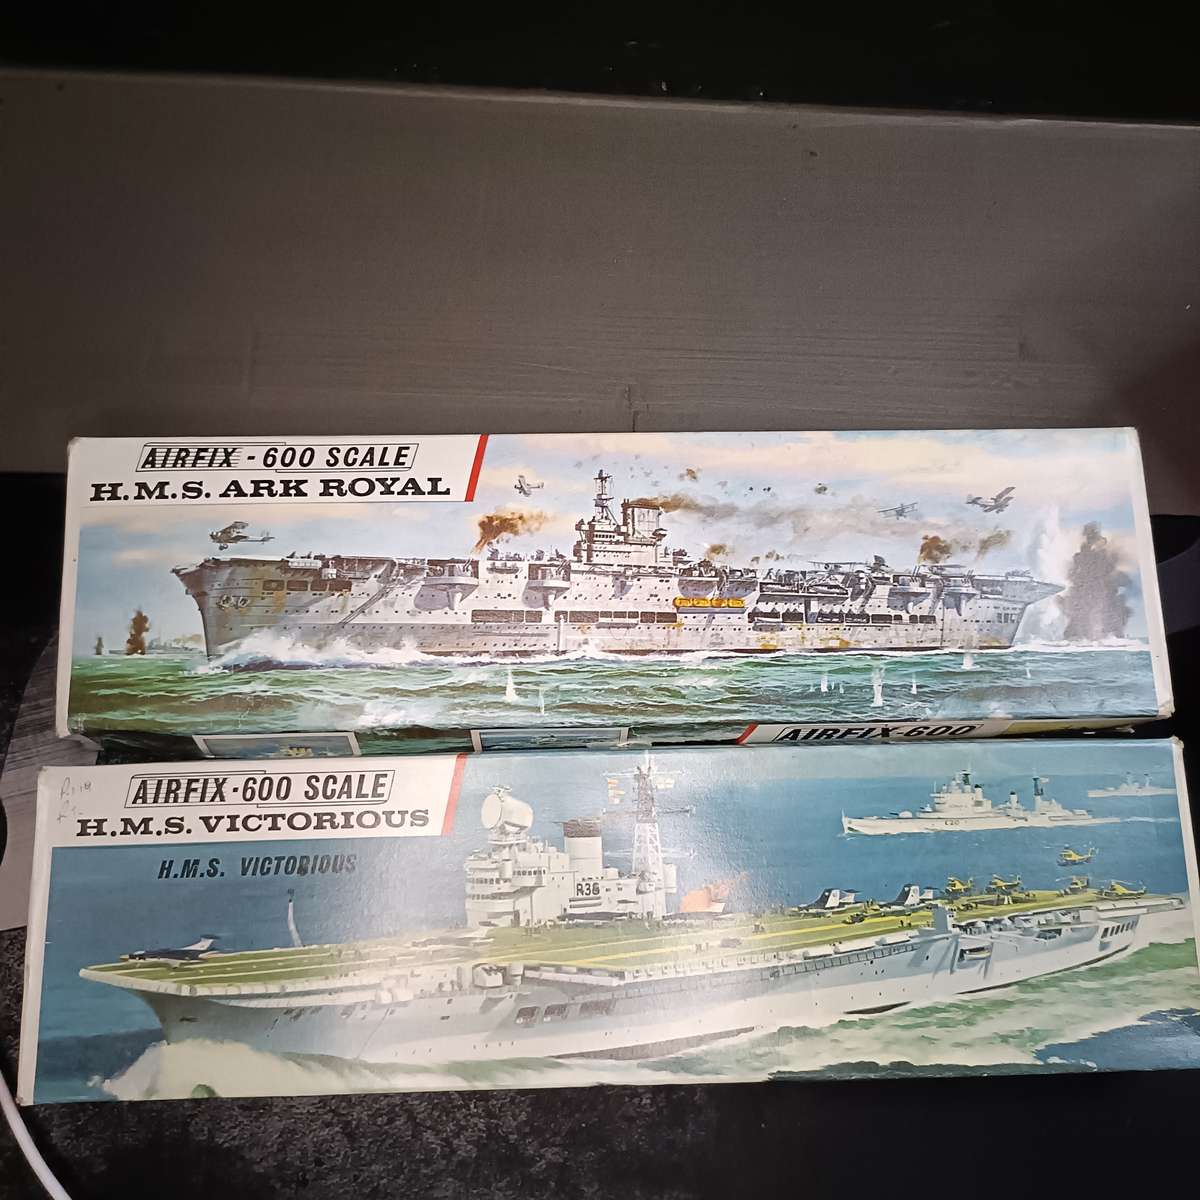 AIRFIX - 600 SCALE
H.M.S. ARK ROYAL
AIRFIX-600
AIRFIX-600 SCALE
H.M.S. VICTORIOUS
H.M.S. VICTORIOUS
R38